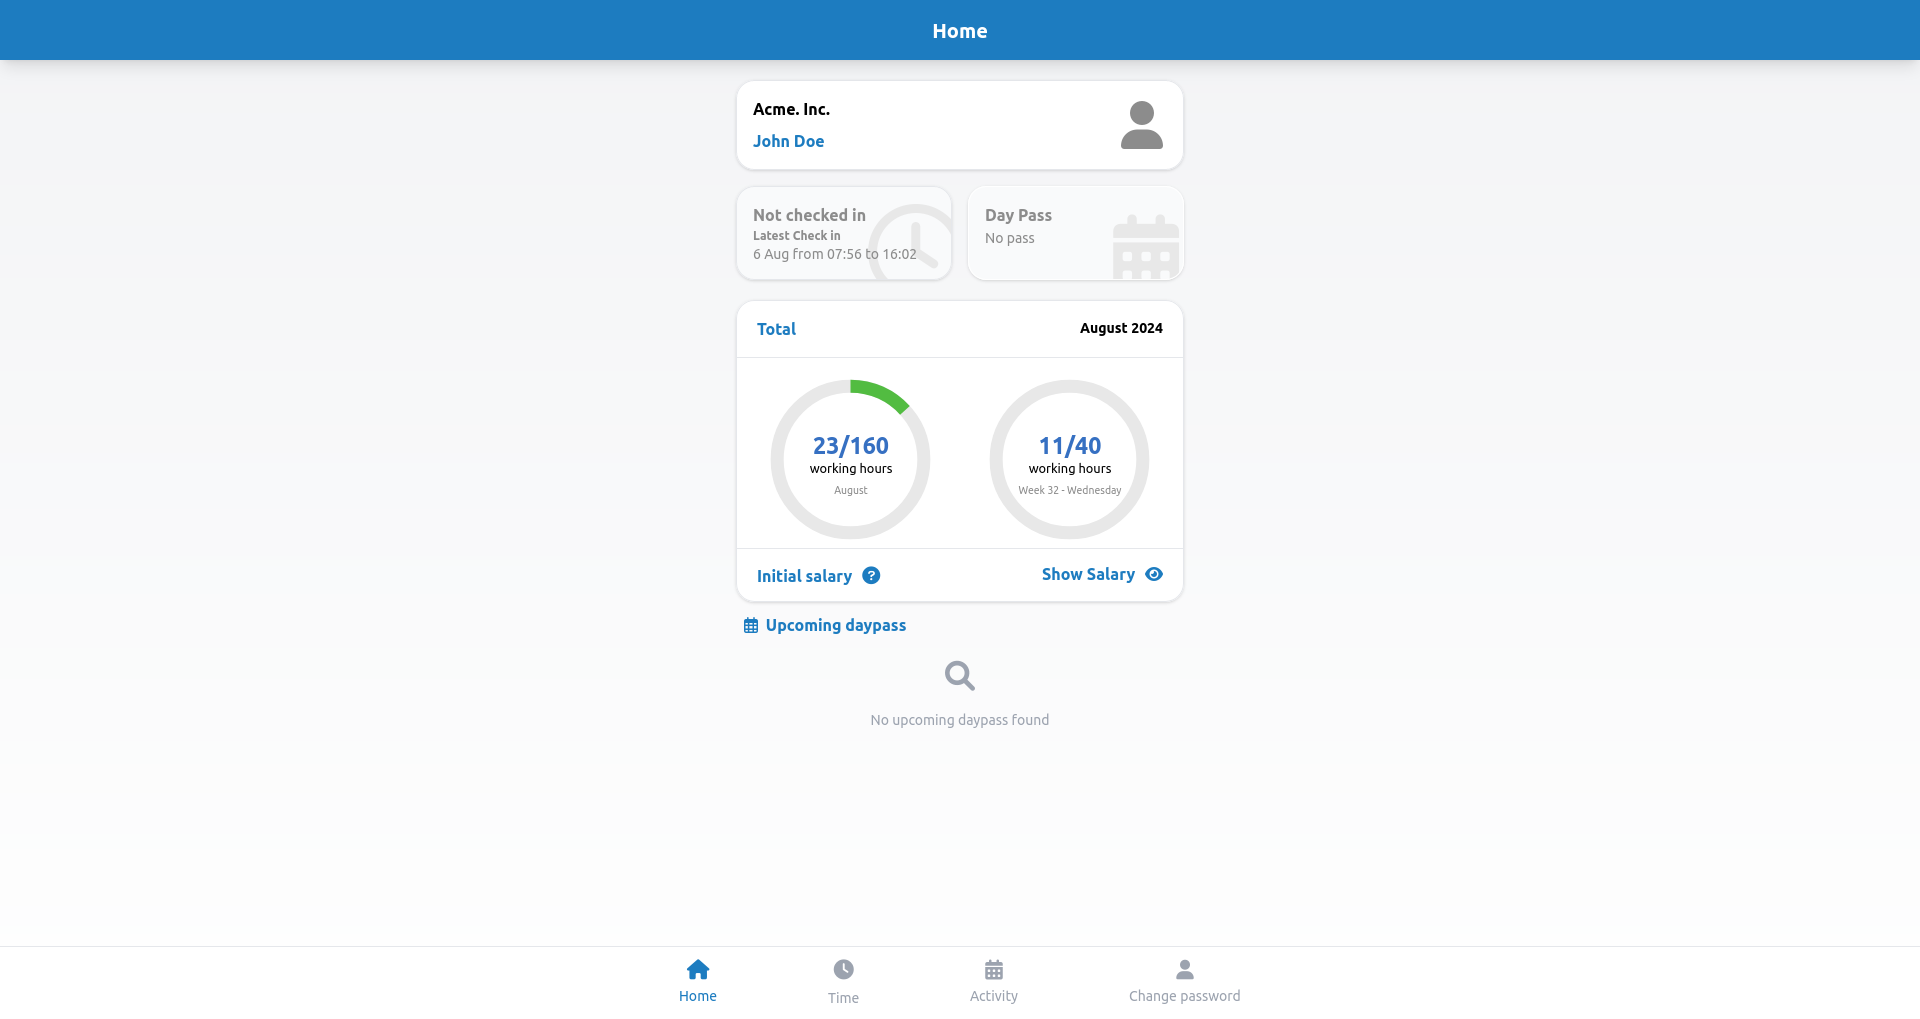 Home
Acme. Inc.
John Doe
Not checked in
Latest Check in
6 Aug from 07:56 to 16:02
Day Pass
No pass
Total
August 2024
23/160
working hours
August
11/40
working hours
Week 32 - Wednesday
Initial salary
Show Salary
Upcoming daypass
No upcoming daypass found
Home
Time
Activity
Change password